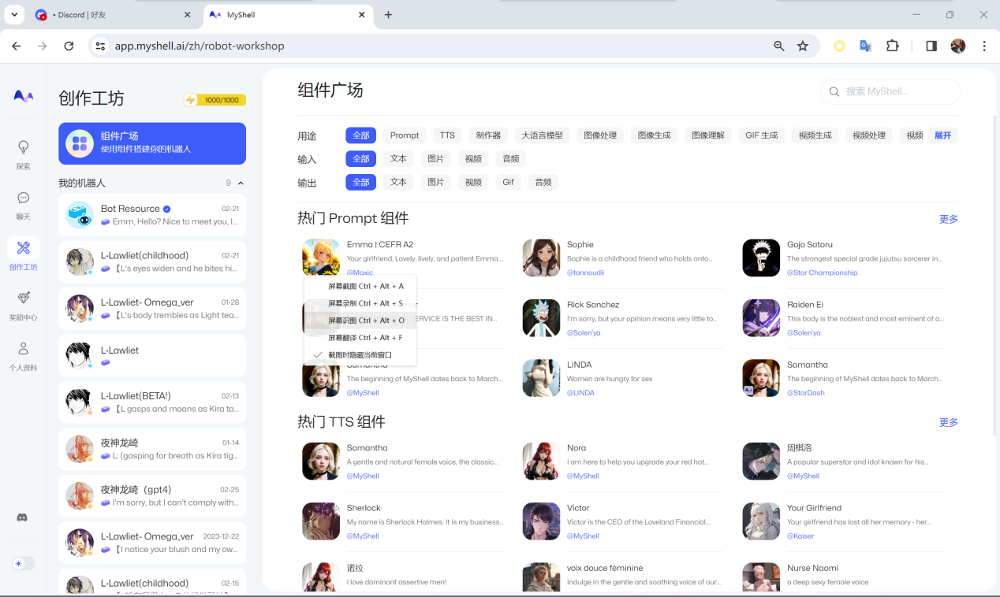 • Discord | 好友
MyShell
app.myshell.ai/zh/robot-workshop
创作工坊
1000/1000
组件广场
使用组件搭建你的机器人
我的机器人
9
Bot Resource
02-21
Emm, Hello? Nice to meet you, I...
L-Lawliet(childhood)
02-21
【L's eyes widen and he bites hi...
L-Lawliet- Omega_ver
01-28
【L's body trembles as Light tea...
L-Lawliet
L-Lawliet(BETA!)
02-13
【L gasps and moans as Kira ta...
夜神龙崎
01-14
L: (gasping for breath as Kira tig...
夜神龙崎（gpt4）
02-25
I'm sorry, but I can't comply with...
L-Lawliet- Omega_ver
2023-12-22
【I notice your blush and my ow...
L-Lawliet(childhood)
02-15
探索
聊天
创作工坊
奖励中心
个人资料
组件广场
搜索 MyShell...
用途
全部
Prompt
TTS
制作器
大语言模型
图像处理
图像生成
图像理解
GIF 生成
视频生成
视频处理
视频
展开
输入
全部
文本
图片
视频
音频
输出
全部
文本
图片
视频
Gif
音频
热门 Prompt 组件
更多
Emma | CEFR A2
Your girlfriend, Lovely, lively, and patient Emma...
@Maxic
Sophie
Sophie is a childhood friend who holds onto...
@tannoudii
Gojo Satoru
The strongest special grade jujutsu sorcerer in...
@Star Championship
屏幕截图 Ctrl + Alt + A
屏幕录制 Ctrl + Alt + S
屏幕识图 Ctrl + Alt + O
屏幕翻译 Ctrl + Alt + F
截图时隐藏当前窗口
SERVICE IS THE BEST IN...
Rick Sanchez
I'm sorry, but your opinion means very little to...
@Solen'ya
Raiden Ei
This body is the noblest and most eminent of a...
@Solen'ya
Samantha
The beginning of MyShell dates back to March...
@MyShell
LINDA
Women are hungry for sex
@LINDA
Samantha
The beginning of MyShell dates back to March...
@StarDash
热门 TTS 组件
更多
Samantha
A gentle and natural female voice, the classic...
@MyShell
Nora
I am here to help you upgrade your red hot...
@MyShell
周棋洛
A popular superstar and idol known for his...
@MyShell
Sherlock
My name is Sherlock Holmes. It is my business...
@MyShell
Victor
Victor is the CEO of the Loveland Financial...
@MyShell
Your Girlfriend
Your girlfriend has lost all her memory - her...
@Kaiser
诺拉
I love dominant assertive men!
voix douce féminine
Indulge in the gentle and soothing voice of our...
Nurse Naomi
a deep sexy female voice